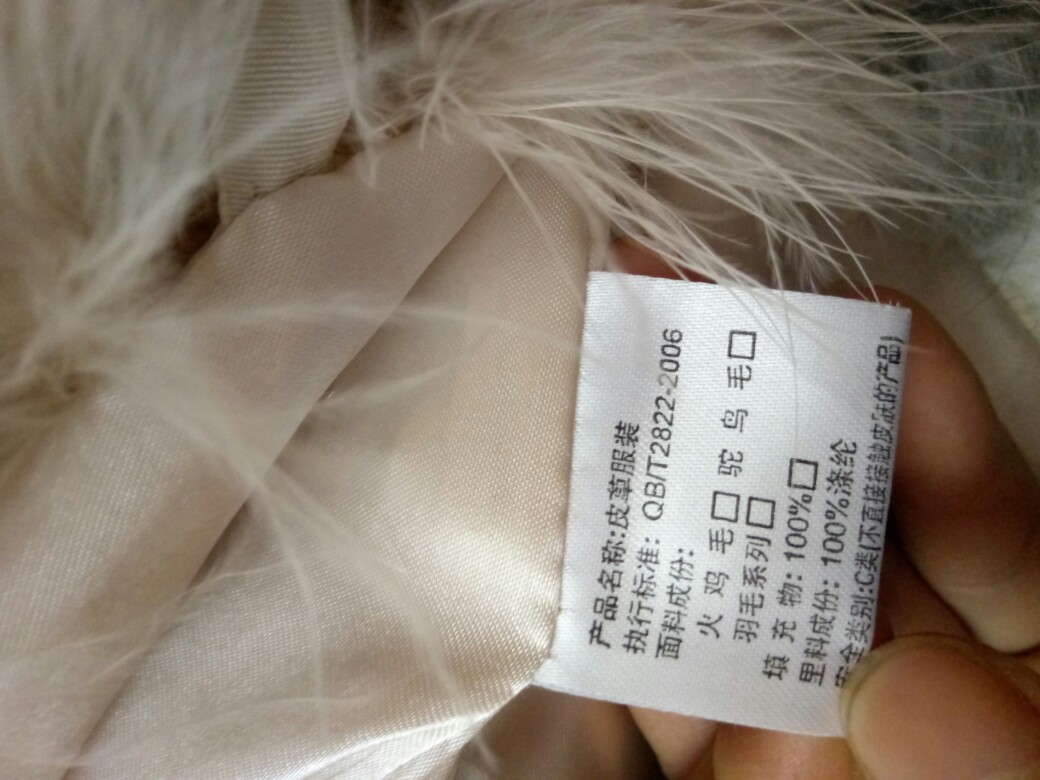 产品名称:皮草服装
执行标准: QB/T2822-2006
面料成份:
火 鸡 毛□ 驼 鸟 毛□
羽毛系列□
填 充 物: 100%□
里料成份: 100%涤纶
安全类别:C类(不直接接触皮肤的产品)